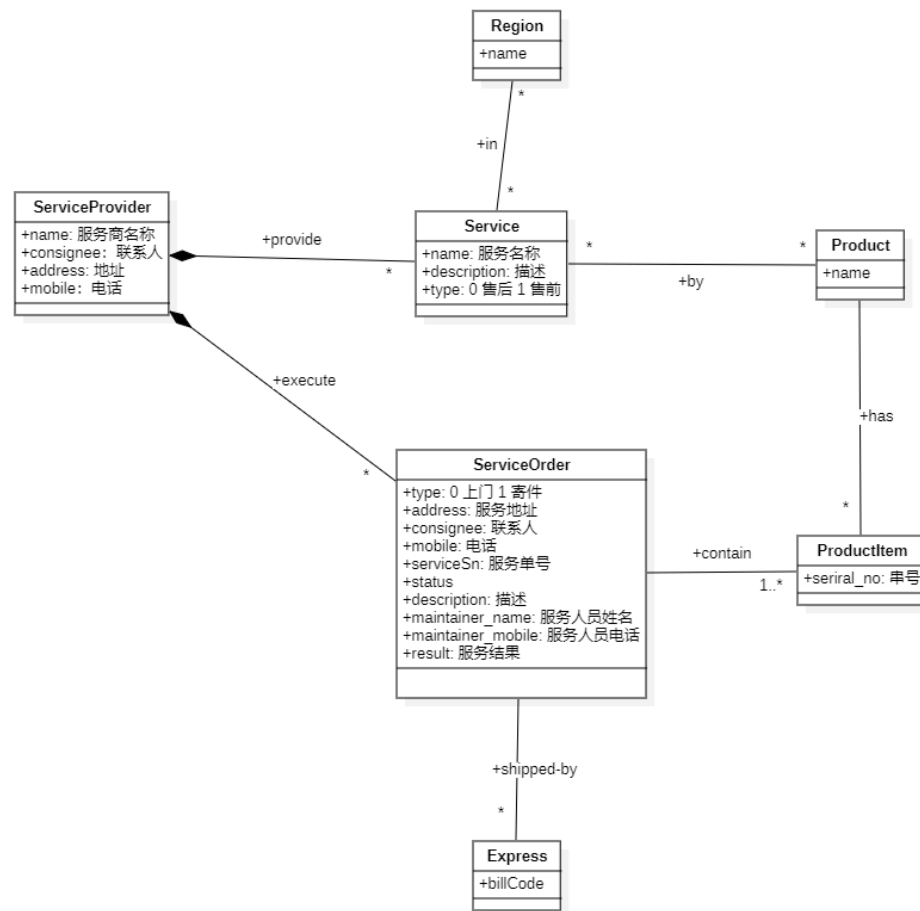 Region
+name
*
+in
*
ServiceProvider
+name: 服务商名称
+consignee: 联系人
+address: 地址
+mobile: 电话
+provide
*
Service
+name: 服务名称
+description: 描述
+type: 0 售后 1 售前
*
*
+by
Product
+name
+execute
*
+has
*
ServiceOrder
+type: 0 上门 1 寄件
+address: 服务地址
+consignee: 联系人
+mobile: 电话
+serviceSn: 服务单号
+status
+description: 描述
+maintainer_name: 服务人员姓名
+maintainer_mobile: 服务人员电话
+result: 服务结果
+contain
1..*
ProductItem
+seriral_no: 串号
+shipped-by
*
Express
+billCode